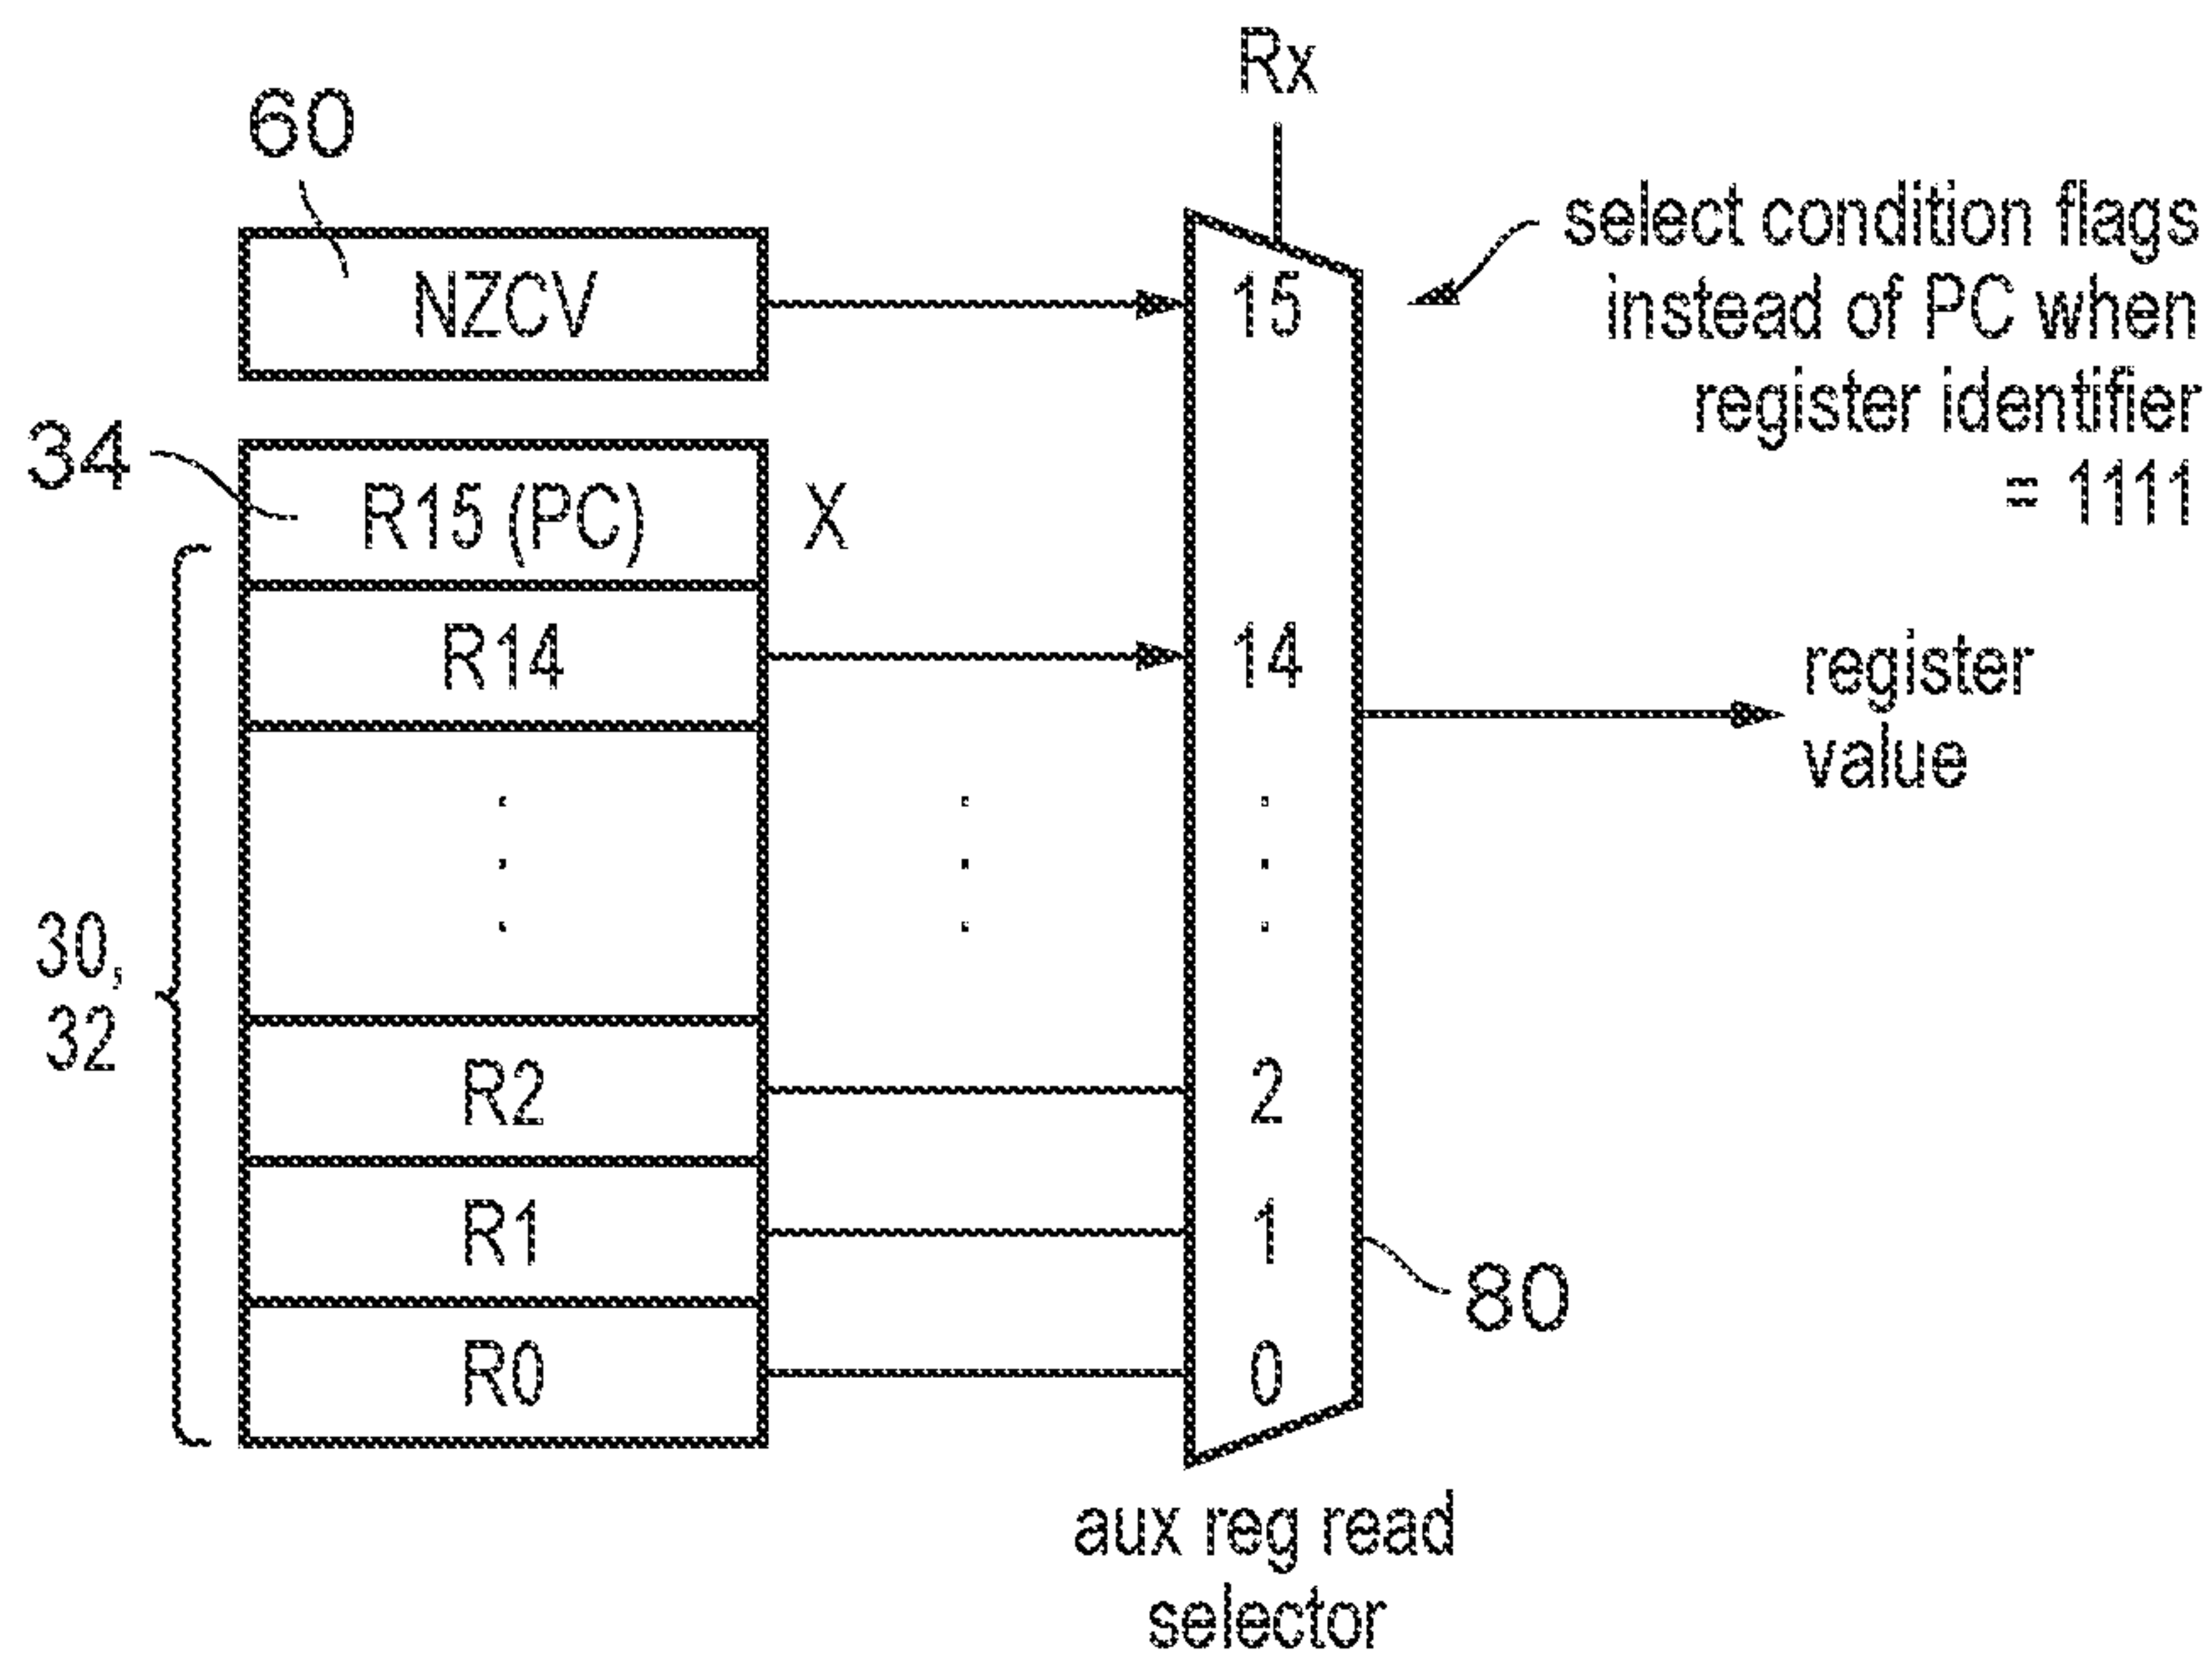 Rx
60
NZCV
15
select condition flags
instead of PC when
register identifier
= 1111
34
R15 (PC)
X
R14
14
register
value
30,
32
R2
2
R1
1
80
R0
0
aux reg read
selector